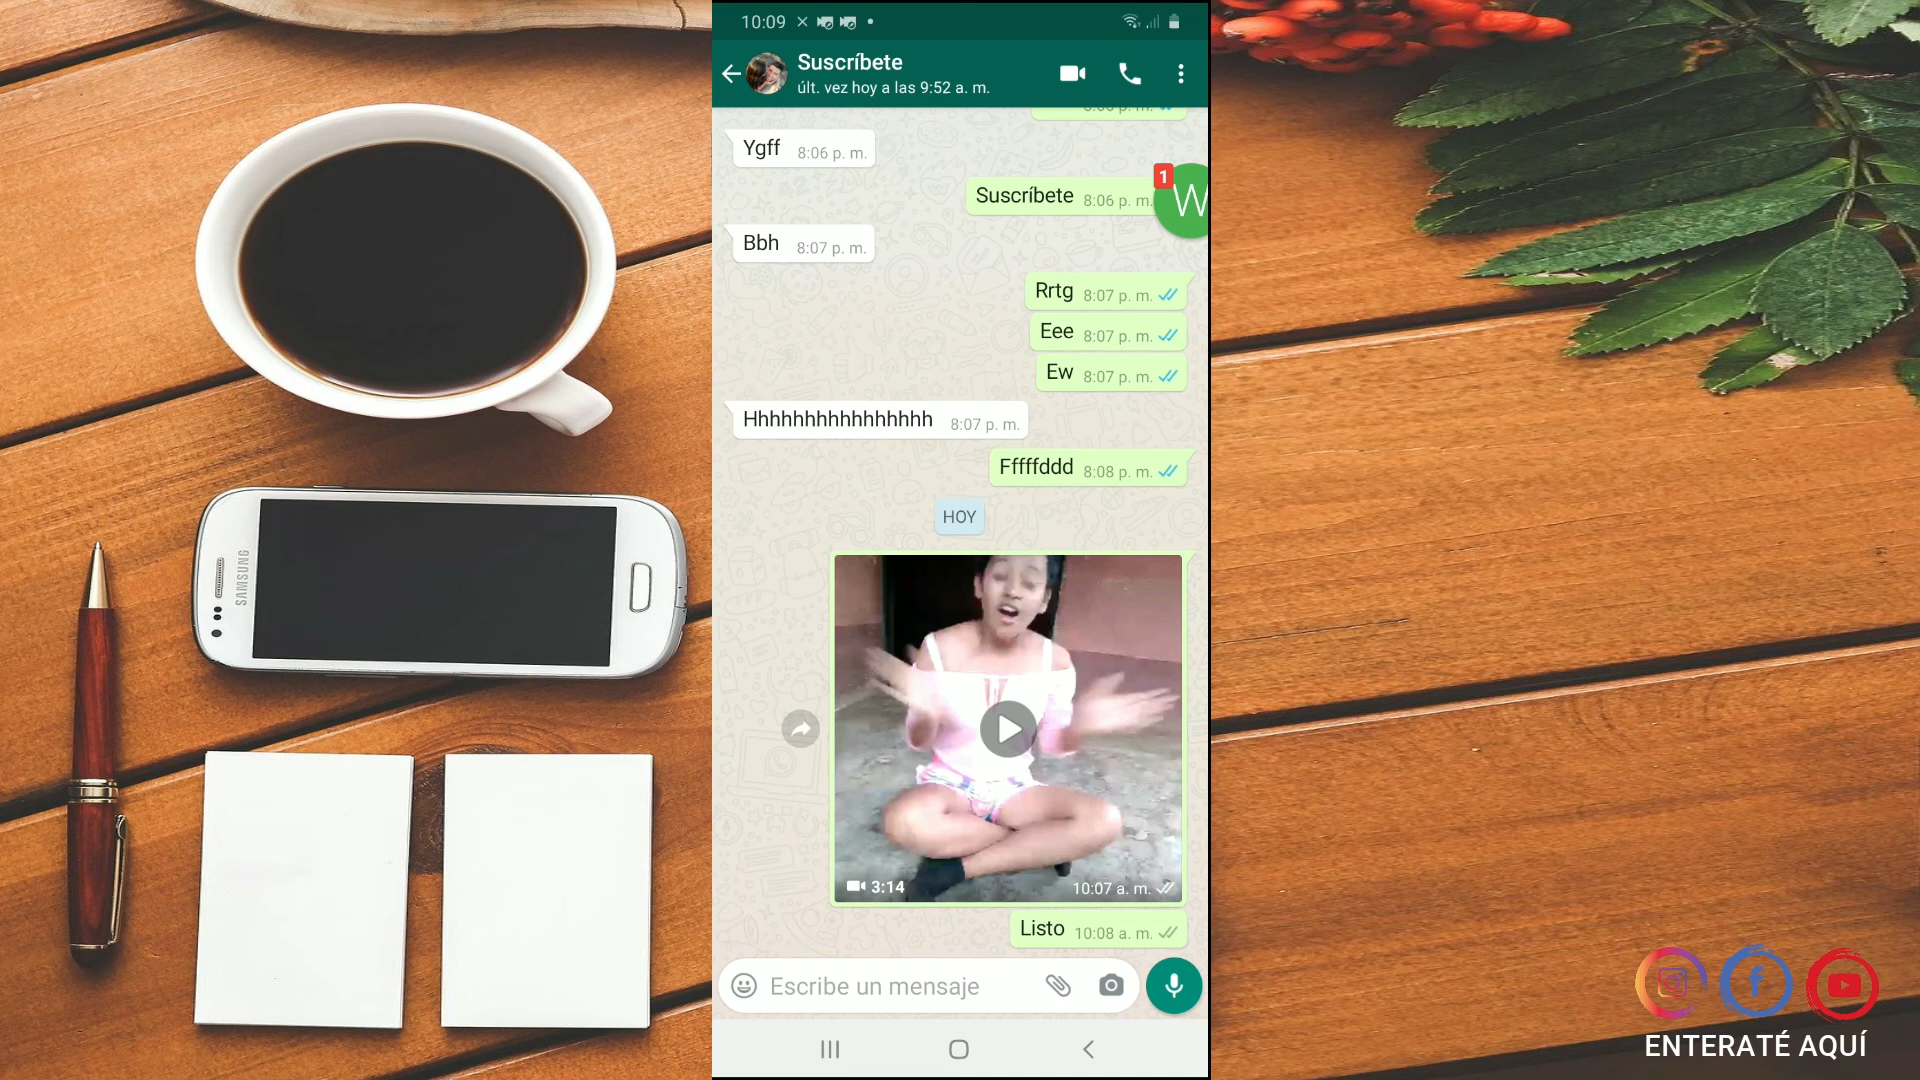 10:09
Suscríbete
últ. vez hoy a las 9:52 a. m.
Ygff 8:06 p. m.
1
W
Suscríbete 8:06 p. m.
Bbh 8:07 p. m.
Rrtg 8:07 p. m.
Eee 8:07 p. m.
Ew 8:07 p. m.
Hhhhhhhhhhhhhhhh 8:07 p. m.
Fffffddd 8:08 p. m.
HOY
3:14
10:07 a. m.
Listo 10:08 a. m.
Escribe un mensaje
SAMSUNG
ENTERATÉ AQUÍ